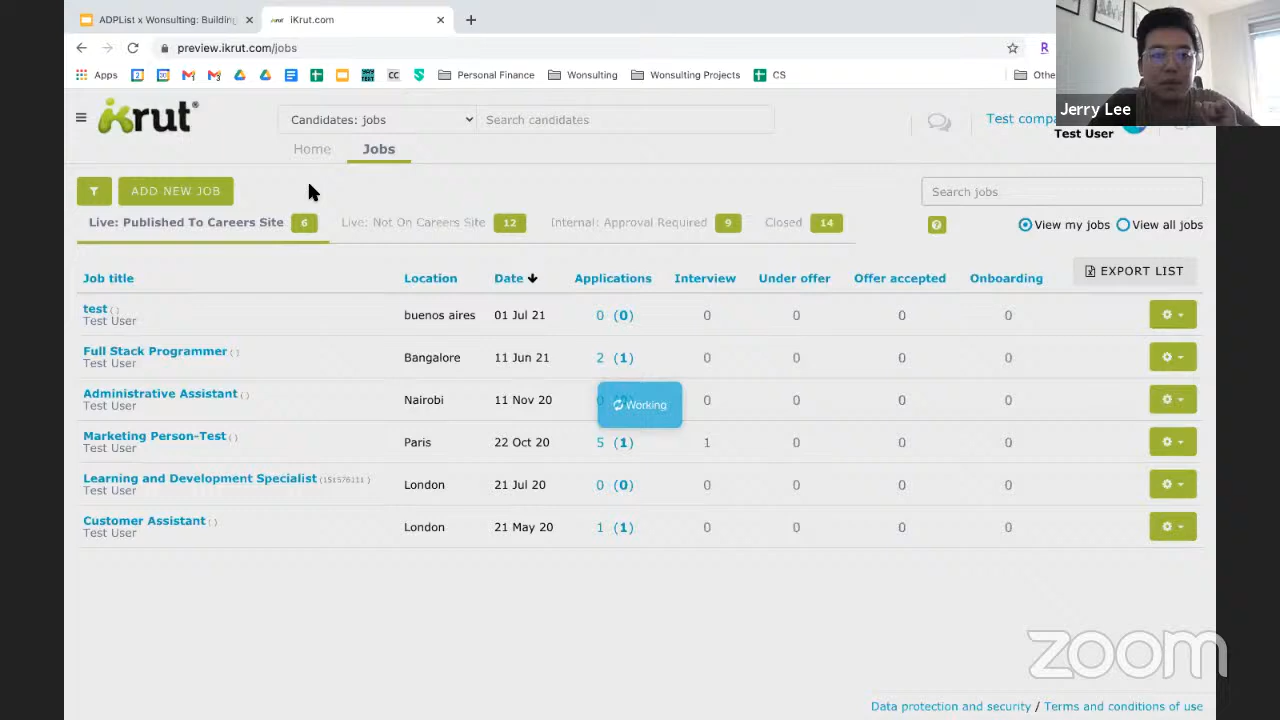 ADPList x Wonsulting: Building
iKrut.com
preview.ikrut.com/jobs
Apps
Personal Finance
Wonsulting
Wonsulting Projects
CS
Jerry Lee
ikrut®
Candidates: jobs
Search candidates
Test compa
Test User
Home
Jobs
ADD NEW JOB
Search jobs
Live: Published To Careers Site 6
Live: Not On Careers Site 12
Internal: Approval Required 9
Closed 14
View my jobs
View all jobs
EXPORT LIST
Job title Location Date Applications Interview Under offer Offer accepted Onboarding
test () buenos aires 01 Jul 21 0 (0) 0 0 0 0
Test User
Full Stack Programmer () Bangalore 11 Jun 21 2 (1) 0 0 0 0
Test User
Administrative Assistant () Nairobi 11 Nov 20 0 0 0 0
Test User
Working
Marketing Person-Test () Paris 22 Oct 20 5 (1) 1 0 0 0
Test User
Learning and Development Specialist (151576111 ) London 21 Jul 20 0 (0) 0 0 0 0
Test User
Customer Assistant () London 21 May 20 1 (1) 0 0 0 0
Test User
zoom
Data protection and security / Terms and conditions of use